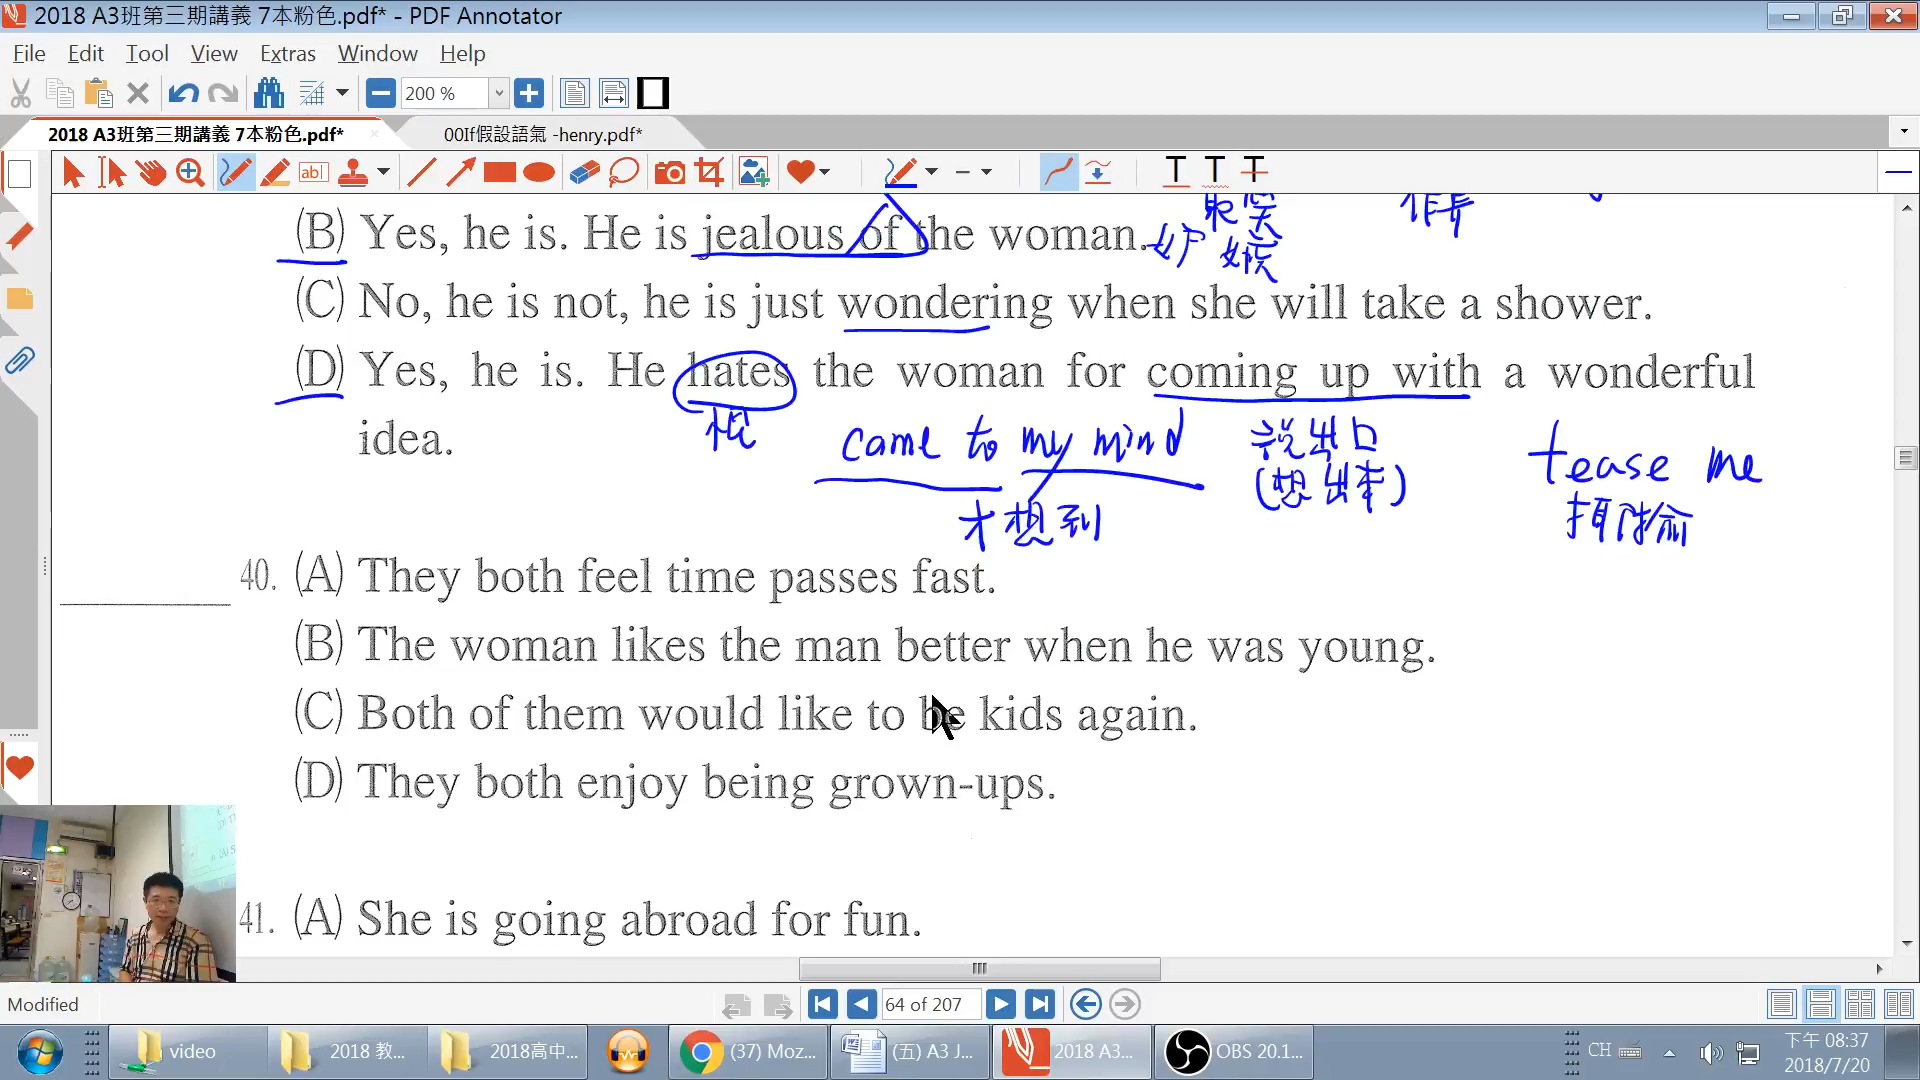 2018 A3班第三期講義 7本粉色.pdf* - PDF Annotator
File Edit Tool View Extras Window Help
200 %
2018 A3班第三期講義 7本粉色.pdf* 00If假設語氣 -henry.pdf*
(B) Yes, he is. He is jealous of the woman.
(C) No, he is not, he is just wondering when she will take a shower.
(D) Yes, he is. He hates the woman for coming up with a wonderful
idea.
恨
came to my mind
才想到
說出口
(想出來)
tease me
揶揄
40. (A) They both feel time passes fast.
(B) The woman likes the man better when he was young.
(C) Both of them would like to be kids again.
(D) They both enjoy being grown-ups.
41. (A) She is going abroad for fun.
Modified
64 of 207
video
2018 教...
2018高中...
(37) Moz...
(五) A3 J...
2018 A3...
OBS 20.1...
CH
下午 08:37
2018/7/20